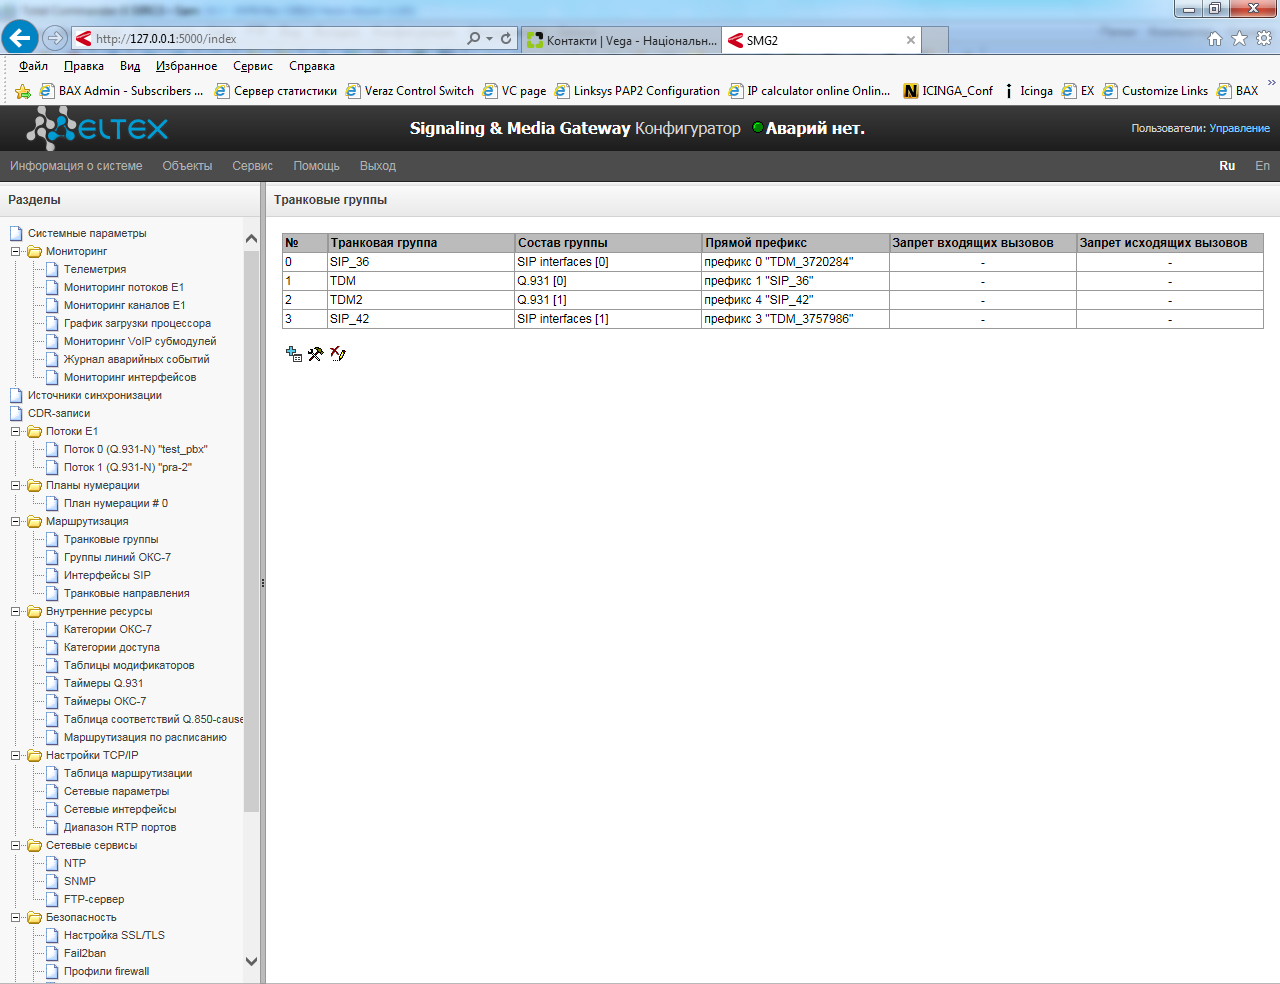 http://127.0.0.1:5000/index
Контакти | Vega - Національн...
SMG2
Файл Правка Вид Избранное Сервис Справка
BAX Admin - Subscribers ... Сервер статистики Veraz Control Switch VC page Linksys PAP2 Configuration IP calculator online Onlin... ICINGA_Conf Icinga EX Customize Links BAX
ELTEX
Signaling & Media Gateway Конфигуратор Аварий нет.
Пользователи: Управление
Информация о системе Объекты Сервис Помощь Выход Ru En
Разделы
Системные параметры
Мониторинг
Телеметрия
Мониторинг потоков E1
Мониторинг каналов E1
График загрузки процессора
Мониторинг VoIP субмодулей
Журнал аварийных событий
Мониторинг интерфейсов
Источники синхронизации
CDR-записи
Потоки E1
Поток 0 (Q.931-N) "test_pbx"
Поток 1 (Q.931-N) "pra-2"
Планы нумерации
План нумерации # 0
Маршрутизация
Транковые группы
Группы линий ОКС-7
Интерфейсы SIP
Транковые направления
Внутренние ресурсы
Категории ОКС-7
Категории доступа
Таблицы модификаторов
Таймеры Q.931
Таймеры ОКС-7
Таблица соответствий Q.850-cause
Маршрутизация по расписанию
Настройки TCP/IP
Таблица маршрутизации
Сетевые параметры
Сетевые интерфейсы
Диапазон RTP портов
Сетевые сервисы
NTP
SNMP
FTP-сервер
Безопасность
Настройка SSL/TLS
Fail2ban
Профили firewall
Транковые группы
№ Транковая группа Состав группы Прямой префикс Запрет входящих вызовов Запрет исходящих вызовов
0 SIP_36 SIP interfaces [0] префикс 0 "TDM_3720284" - -
1 TDM Q.931 [0] префикс 1 "SIP_36" - -
2 TDM2 Q.931 [1] префикс 4 "SIP_42" - -
3 SIP_42 SIP interfaces [1] префикс 3 "TDM_3757986" - -